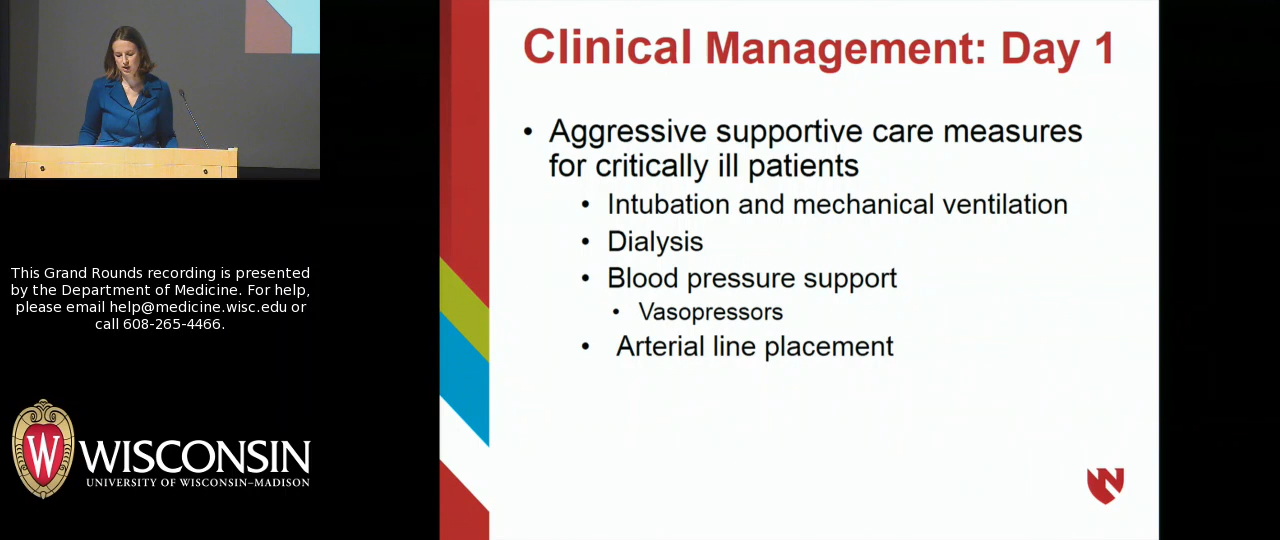 Clinical Management: Day 1
• Aggressive supportive care measures
for critically ill patients
• Intubation and mechanical ventilation
• Dialysis
• Blood pressure support
• Vasopressors
• Arterial line placement
This Grand Rounds recording is presented
by the Department of Medicine. For help,
please email help@medicine.wisc.edu or
call 608-265-4466.
W
WISCONSIN
UNIVERSITY OF WISCONSIN–MADISON
N